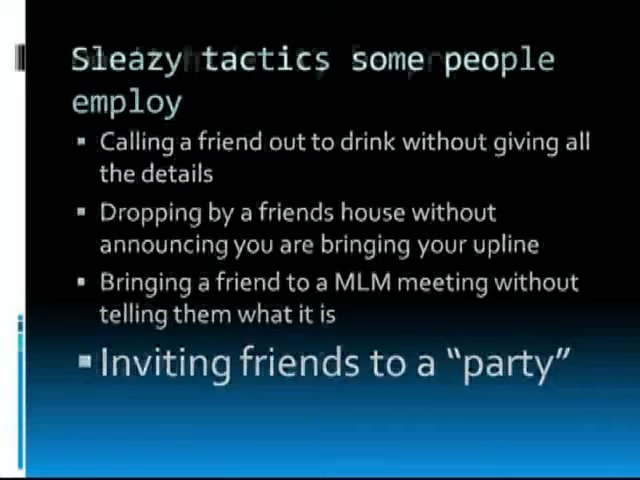 Sleazy tactics some people
employ
▪ Calling a friend out to drink without giving all
the details
▪ Dropping by a friends house without
announcing you are bringing your upline
▪ Bringing a friend to a MLM meeting without
telling them what it is
▪ Inviting friends to a “party”